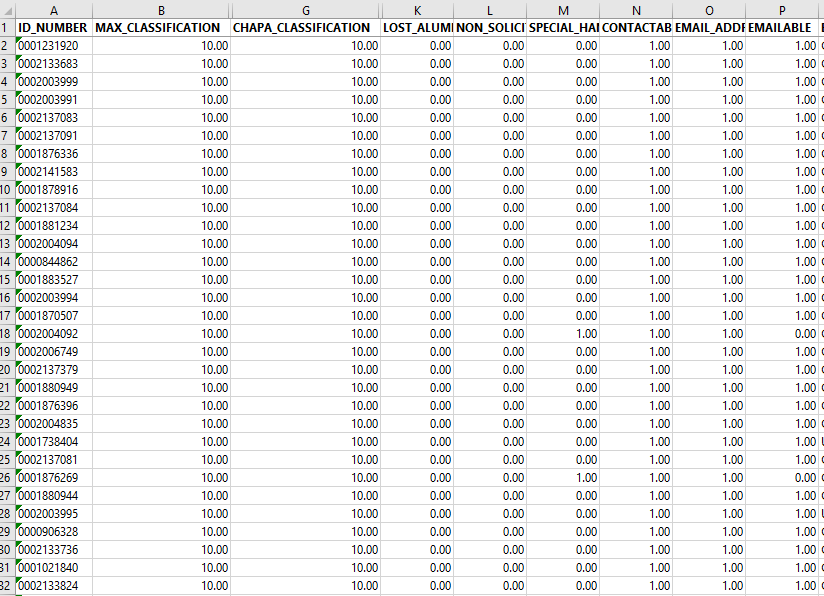 A B G K L M N O P
1 ID_NUMBER MAX_CLASSIFICATION CHAPA_CLASSIFICATION LOST_ALUM NON_SOLICI SPECIAL_HAI CONTACTAB EMAIL_ADDF EMAILABLE
2 0001231920 10.00 10.00 0.00 0.00 0.00 1.00 1.00 1.00
3 0002133683 10.00 10.00 0.00 0.00 0.00 1.00 1.00 1.00
4 0002003999 10.00 10.00 0.00 0.00 0.00 1.00 1.00 1.00
5 0002003991 10.00 10.00 0.00 0.00 0.00 1.00 1.00 1.00
6 0002137083 10.00 10.00 0.00 0.00 0.00 1.00 1.00 1.00
7 0002137091 10.00 10.00 0.00 0.00 0.00 1.00 1.00 1.00
8 0001876336 10.00 10.00 0.00 0.00 0.00 1.00 1.00 1.00
9 0002141583 10.00 10.00 0.00 0.00 0.00 1.00 1.00 1.00
10 0001878916 10.00 10.00 0.00 0.00 0.00 1.00 1.00 1.00
11 0002137084 10.00 10.00 0.00 0.00 0.00 1.00 1.00 1.00
12 0001881234 10.00 10.00 0.00 0.00 0.00 1.00 1.00 1.00
13 0002004094 10.00 10.00 0.00 0.00 0.00 1.00 1.00 1.00
14 0000844862 10.00 10.00 0.00 0.00 0.00 1.00 1.00 1.00
15 0001883527 10.00 10.00 0.00 0.00 0.00 1.00 1.00 1.00
16 0002003994 10.00 10.00 0.00 0.00 0.00 1.00 1.00 1.00
17 0001870507 10.00 10.00 0.00 0.00 0.00 1.00 1.00 1.00
18 0002004092 10.00 10.00 0.00 0.00 1.00 1.00 1.00 0.00
19 0002006749 10.00 10.00 0.00 0.00 0.00 1.00 1.00 1.00
20 0002137379 10.00 10.00 0.00 0.00 0.00 1.00 1.00 1.00
21 0001880949 10.00 10.00 0.00 0.00 0.00 1.00 1.00 1.00
22 0001876396 10.00 10.00 0.00 0.00 0.00 1.00 1.00 1.00
23 0002004835 10.00 10.00 0.00 0.00 0.00 1.00 1.00 1.00
24 0001738404 10.00 10.00 0.00 0.00 0.00 1.00 1.00 1.00
25 0002137081 10.00 10.00 0.00 0.00 0.00 1.00 1.00 1.00
26 0001876269 10.00 10.00 0.00 0.00 1.00 1.00 1.00 0.00
27 0001880944 10.00 10.00 0.00 0.00 0.00 1.00 1.00 1.00
28 0002003995 10.00 10.00 0.00 0.00 0.00 1.00 1.00 1.00
29 0000906328 10.00 10.00 0.00 0.00 0.00 1.00 1.00 1.00
30 0002133736 10.00 10.00 0.00 0.00 0.00 1.00 1.00 1.00
31 0001021840 10.00 10.00 0.00 0.00 0.00 1.00 1.00 1.00
32 0002133824 10.00 10.00 0.00 0.00 0.00 1.00 1.00 1.00